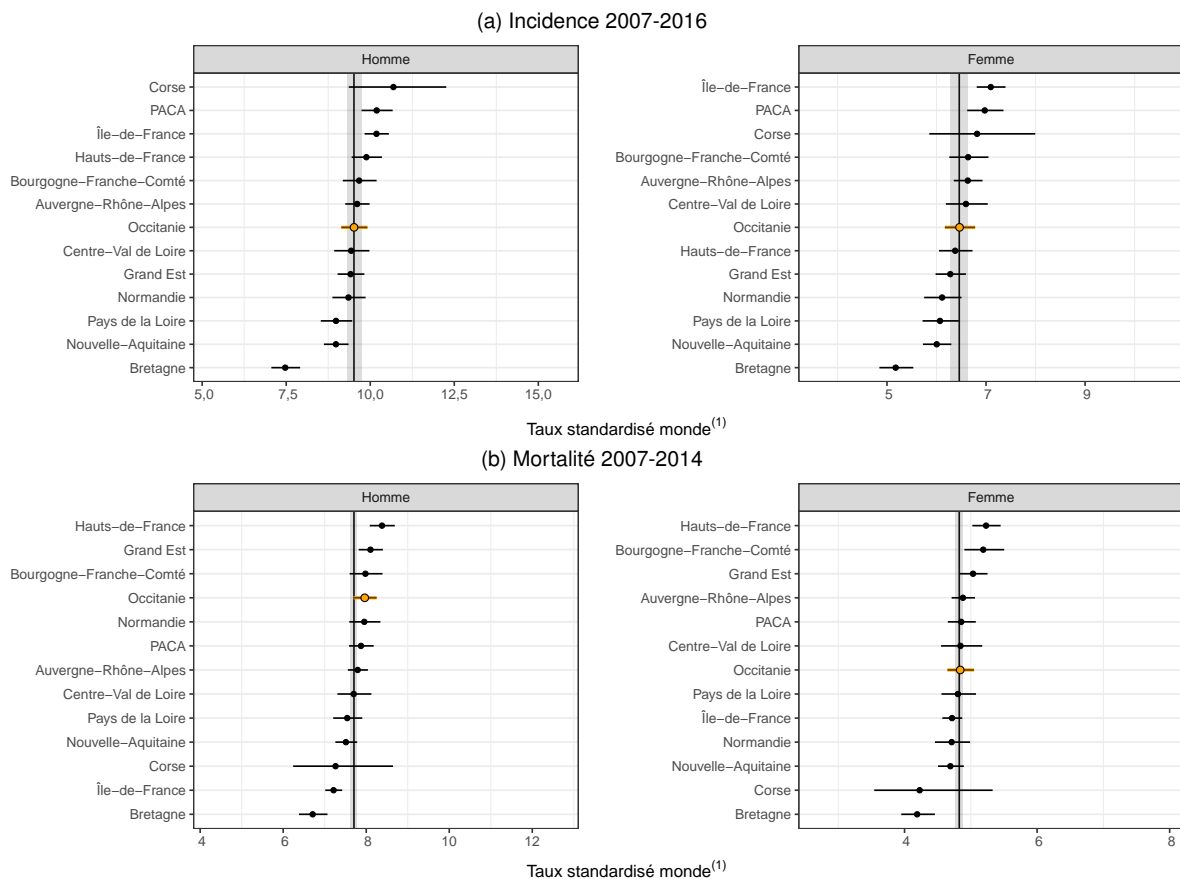 (a) Incidence 2007-2016
Homme
Corse
PACA
Île−de−France
Hauts−de−France
Bourgogne−Franche−Comté
Auvergne−Rhône−Alpes
Occitanie
Centre−Val de Loire
Grand Est
Normandie
Pays de la Loire
Nouvelle−Aquitaine
Bretagne
5,0 7,5 10,0 12,5 15,0
Femme
Île−de−France
PACA
Corse
Bourgogne−Franche−Comté
Auvergne−Rhône−Alpes
Centre−Val de Loire
Occitanie
Hauts−de−France
Grand Est
Normandie
Pays de la Loire
Nouvelle−Aquitaine
Bretagne
5 7 9
Taux standardisé monde(1)
(b) Mortalité 2007-2014
Homme
Hauts−de−France
Grand Est
Bourgogne−Franche−Comté
Occitanie
Normandie
PACA
Auvergne−Rhône−Alpes
Centre−Val de Loire
Pays de la Loire
Nouvelle−Aquitaine
Corse
Île−de−France
Bretagne
4 6 8 10 12
Femme
Hauts−de−France
Bourgogne−Franche−Comté
Grand Est
Auvergne−Rhône−Alpes
PACA
Centre−Val de Loire
Occitanie
Pays de la Loire
Île−de−France
Normandie
Nouvelle−Aquitaine
Corse
Bretagne
4 6 8
Taux standardisé monde(1)